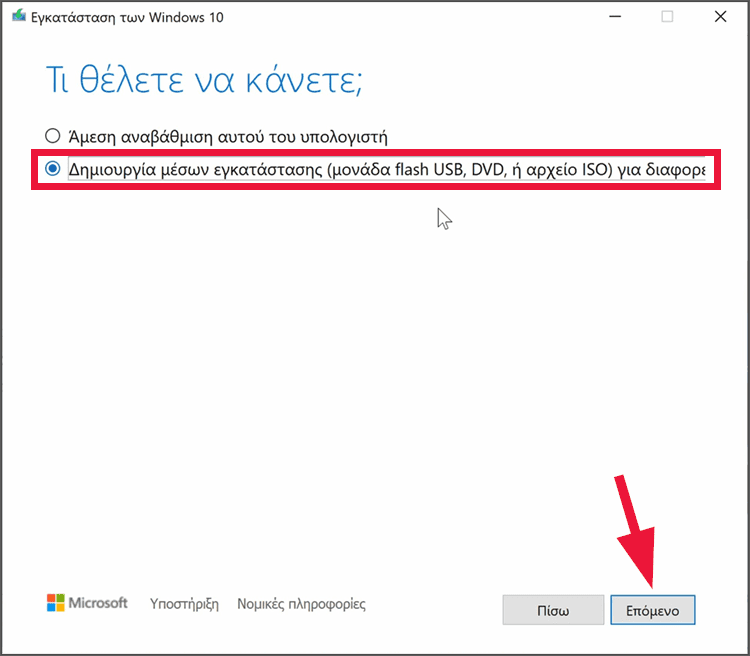 Εγκατάσταση των Windows 10
Τι θέλετε να κάνετε;
Άμεση αναβάθμιση αυτού του υπολογιστή
Δημιουργία μέσων εγκατάστασης (μονάδα flash USB, DVD, ή αρχείο ISO) για διαφορε
Microsoft Υποστήριξη Νομικές πληροφορίες Πίσω Επόμενο